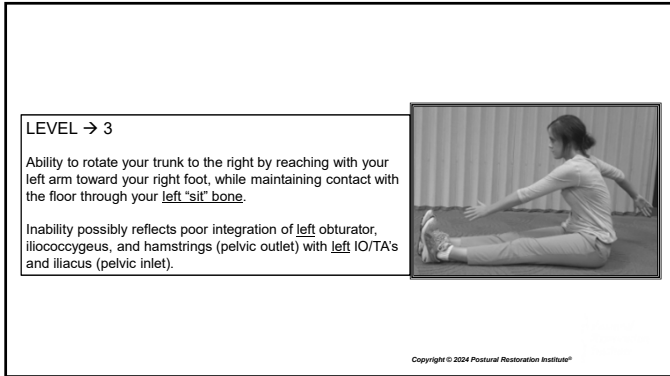 LEVEL → 3
Ability to rotate your trunk to the right by reaching with your
left arm toward your right foot, while maintaining contact with
the floor through your left “sit” bone.
Inability possibly reflects poor integration of left obturator,
iliococcygeus, and hamstrings (pelvic outlet) with left IO/TA’s
and iliacus (pelvic inlet).
Copyright © 2024 Postural Restoration Institute®